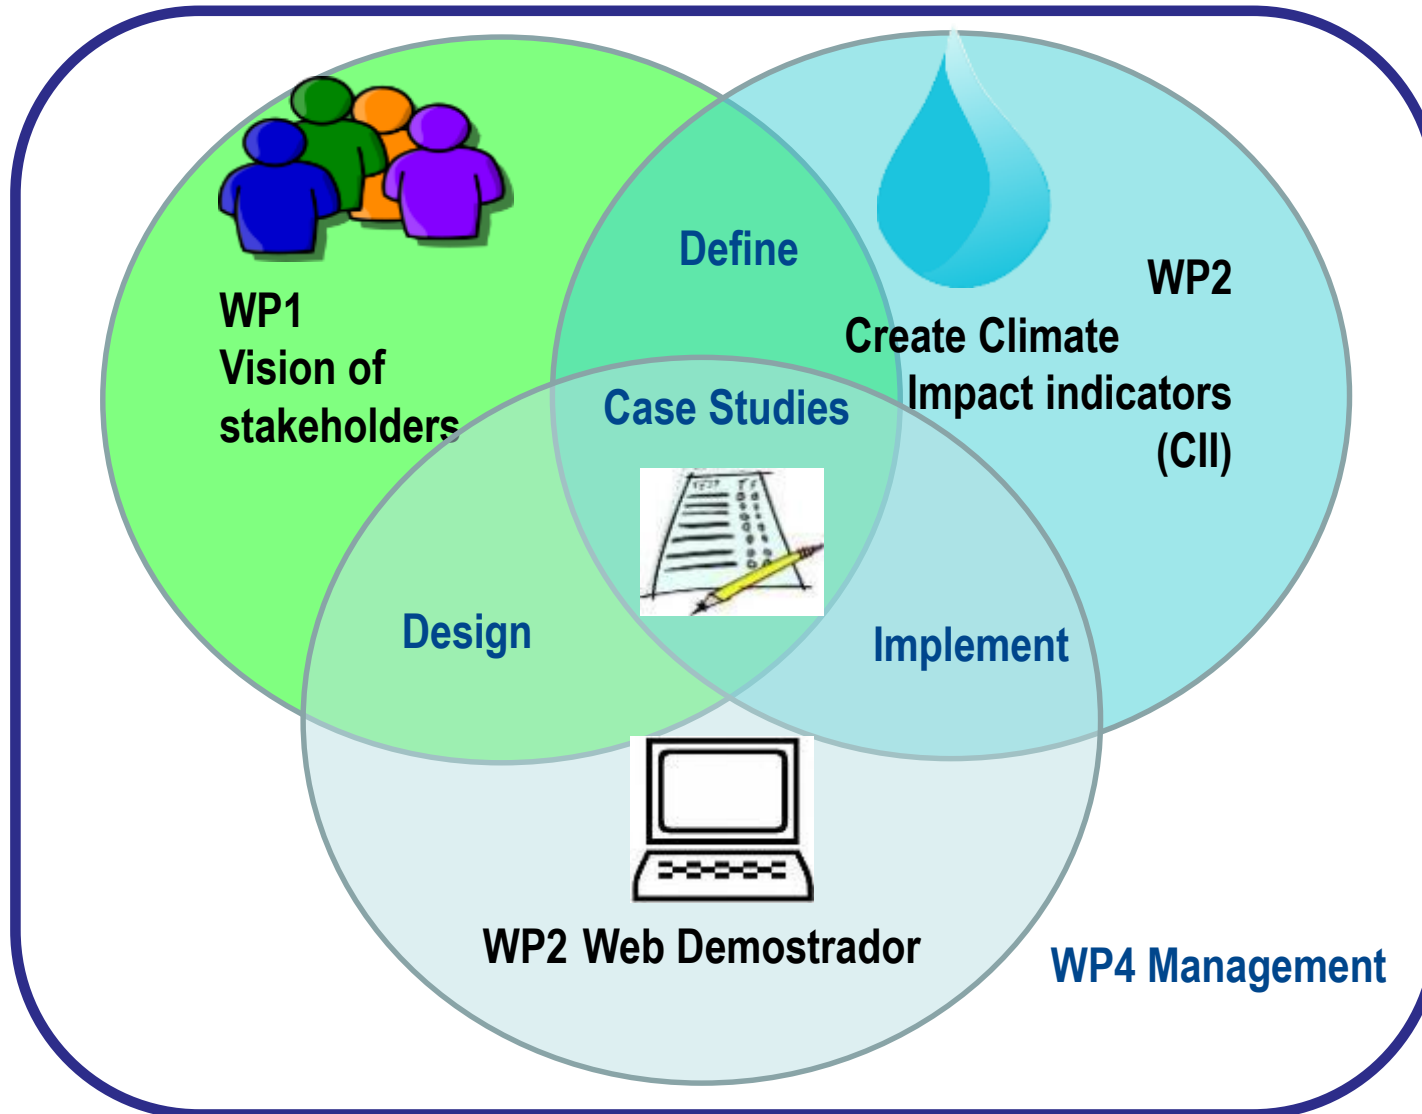 Define
WP1
Vision of
stakeholders
WP2
Create Climate
Impact indicators
(CII)
Case Studies
TEST
Design
Implement
WP2 Web Demostrador
WP4 Management